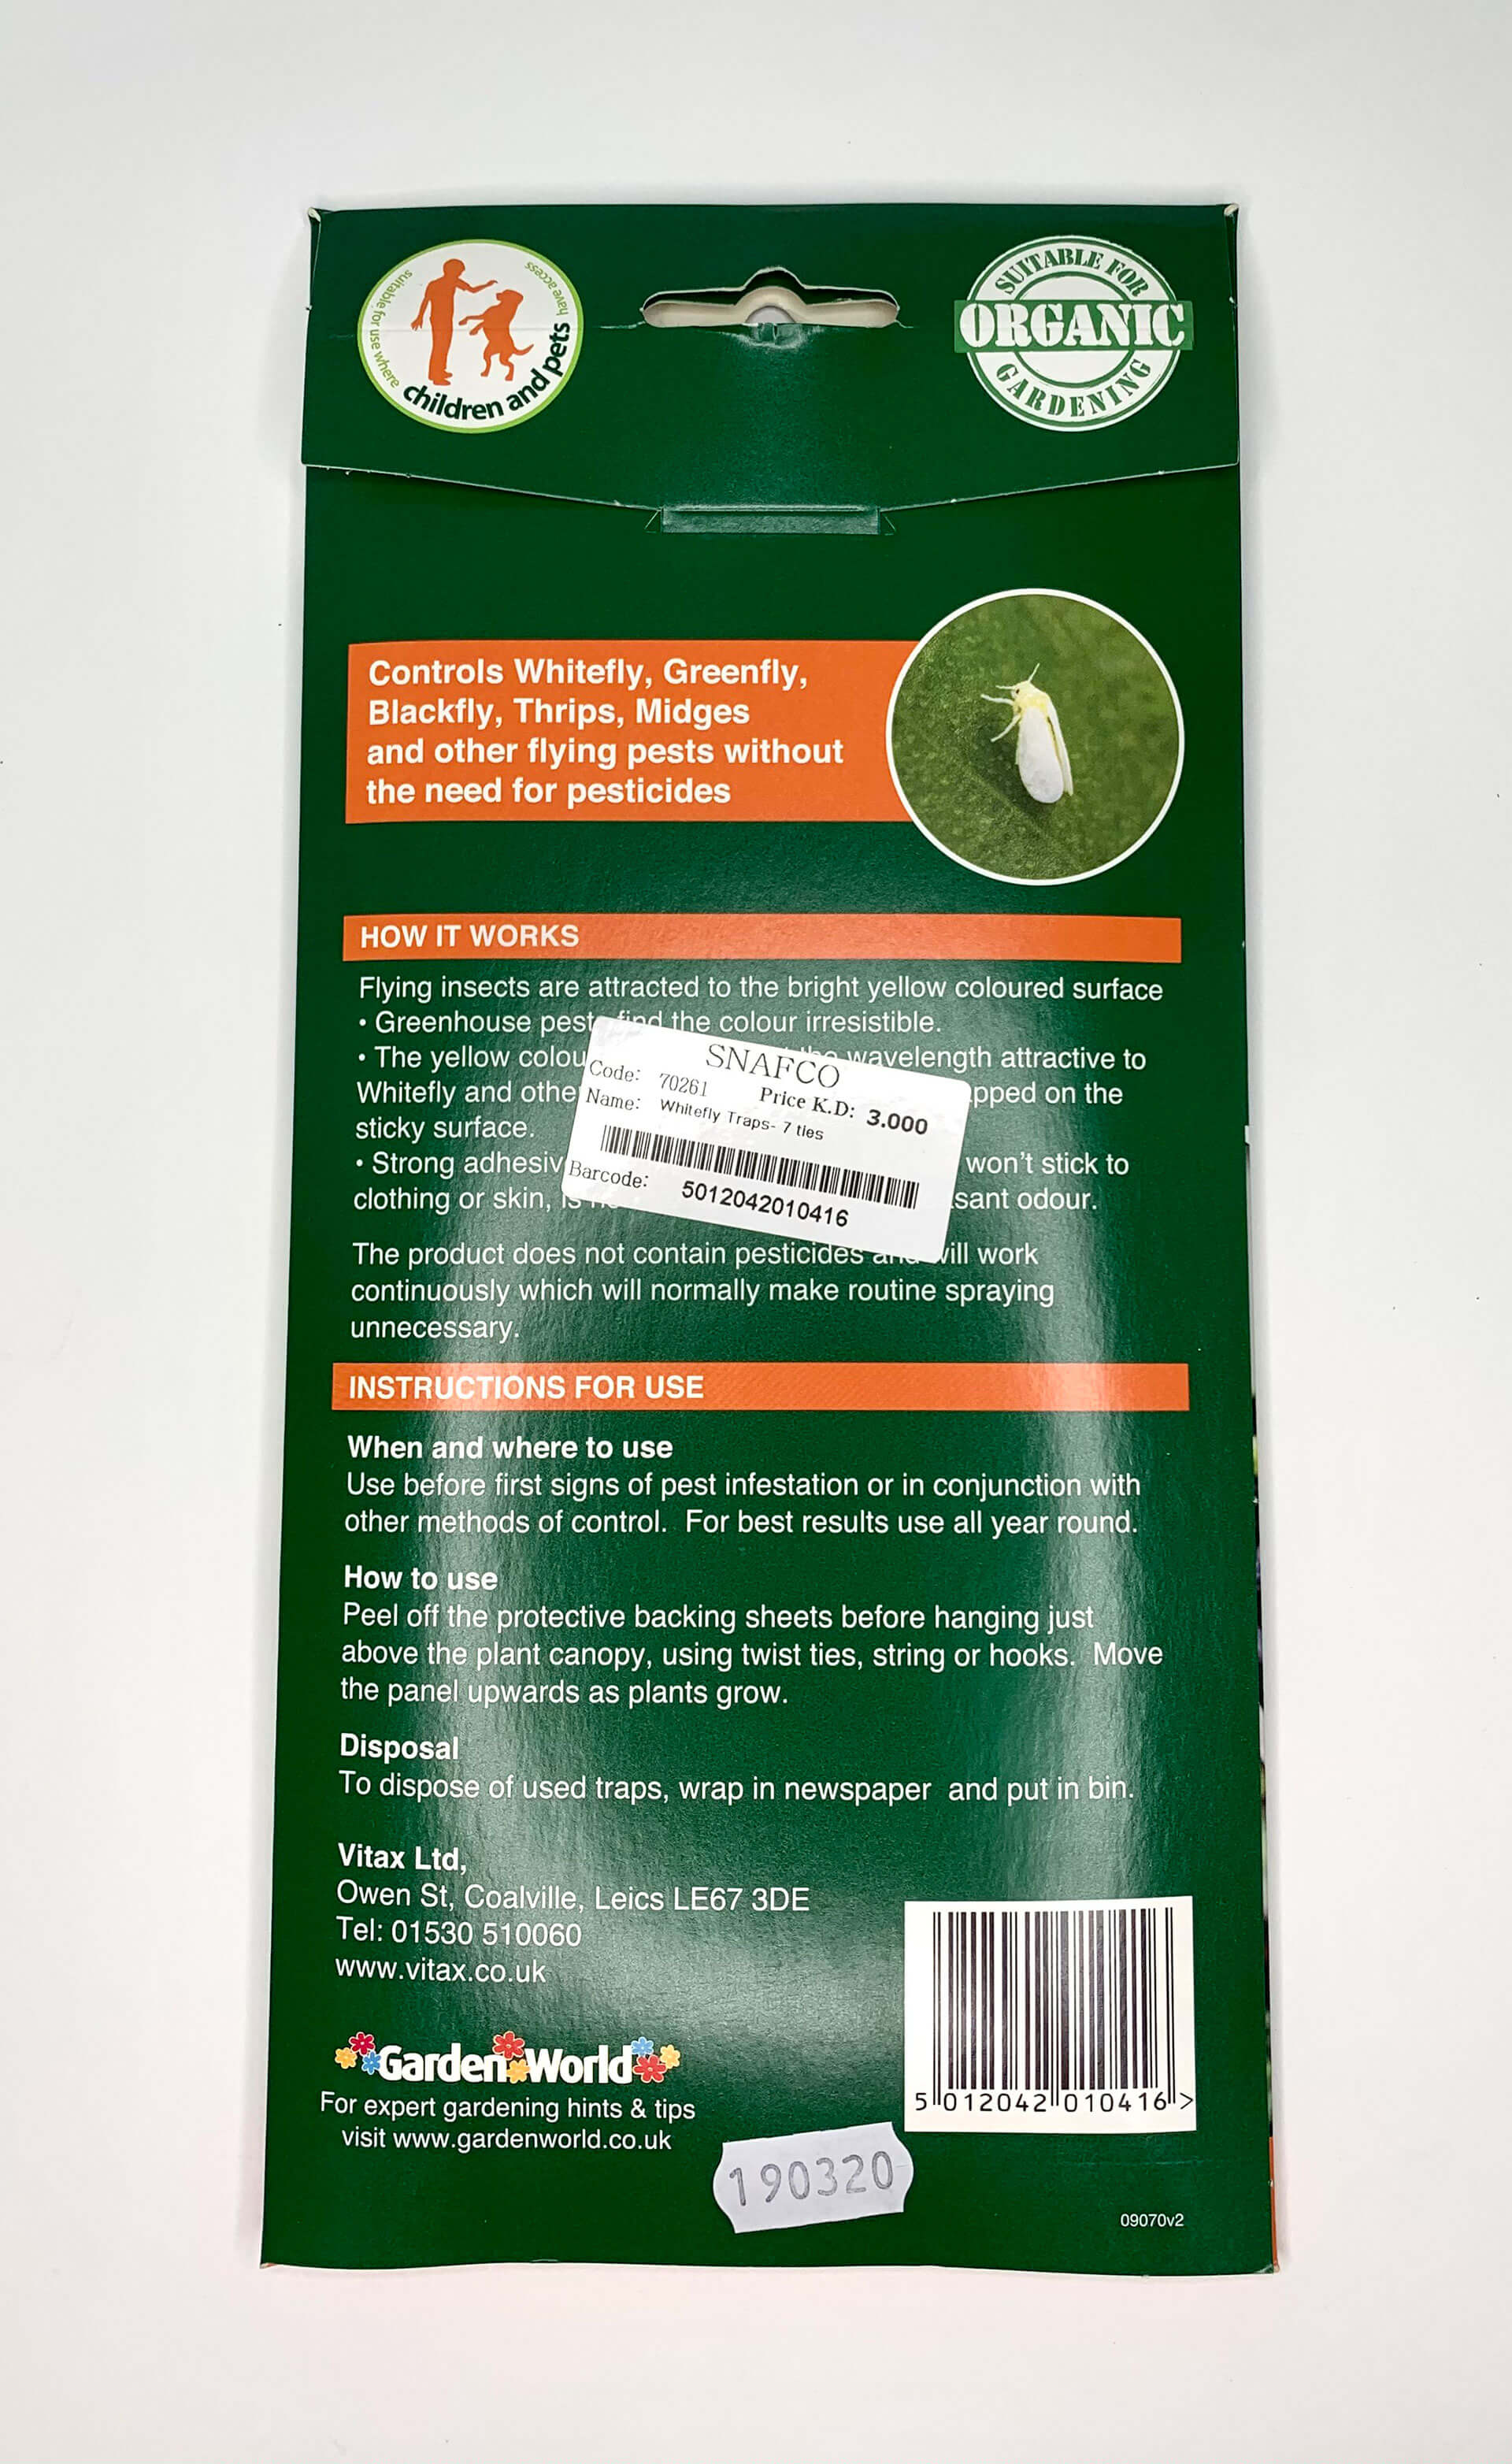 suitable for use where
children and pets
have access
SUITABLE FOR
ORGANIC
GARDENING
Controls Whitefly, Greenfly,
Blackfly, Thrips, Midges
and other flying pests without
the need for pesticides
HOW IT WORKS
Flying insects are attracted to the bright yellow coloured surface
• Greenhouse pests find the colour irresistible.
• The yellow wavelength attractive to
Whitefly and on the
sticky surface.
• Strong won't stick to
clothing or skin, odour.
SNAFCO
Code: 70261
Price K.D: 3.000
Name: Whitefly Traps- 7 ties
Barcode: 5012042010416
The product does not contain pesticides and will work
continuously which will normally make routine spraying
unnecessary.
INSTRUCTIONS FOR USE
When and where to use
Use before first signs of pest infestation or in conjunction with
other methods of control. For best results use all year round.
How to use
Peel off the protective backing sheets before hanging just
above the plant canopy, using twist ties, string or hooks. Move
the panel upwards as plants grow.
Disposal
To dispose of used traps, wrap in newspaper and put in bin.
Vitax Ltd,
Owen St, Coalville, Leics LE67 3DE
Tel: 01530 510060
www.vitax.co.uk
Garden World
For expert gardening hints & tips
visit www.gardenworld.co.uk
5 012042 010416 >
190320
09070v2